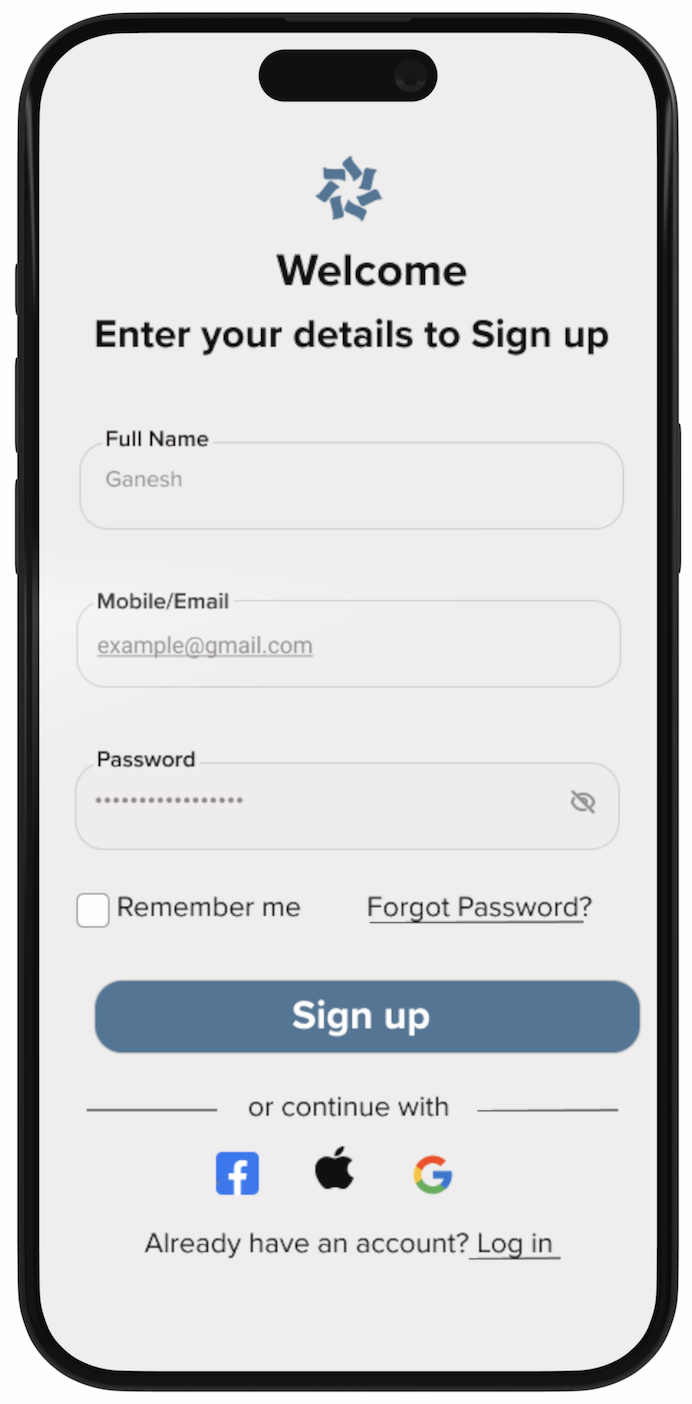 Welcome
Enter your details to Sign up
Full Name
Ganesh
Mobile/Email
example@gmail.com
Password
•••••••••••••••••
Remember me Forgot Password?
Sign up
or continue with
Already have an account? Log in